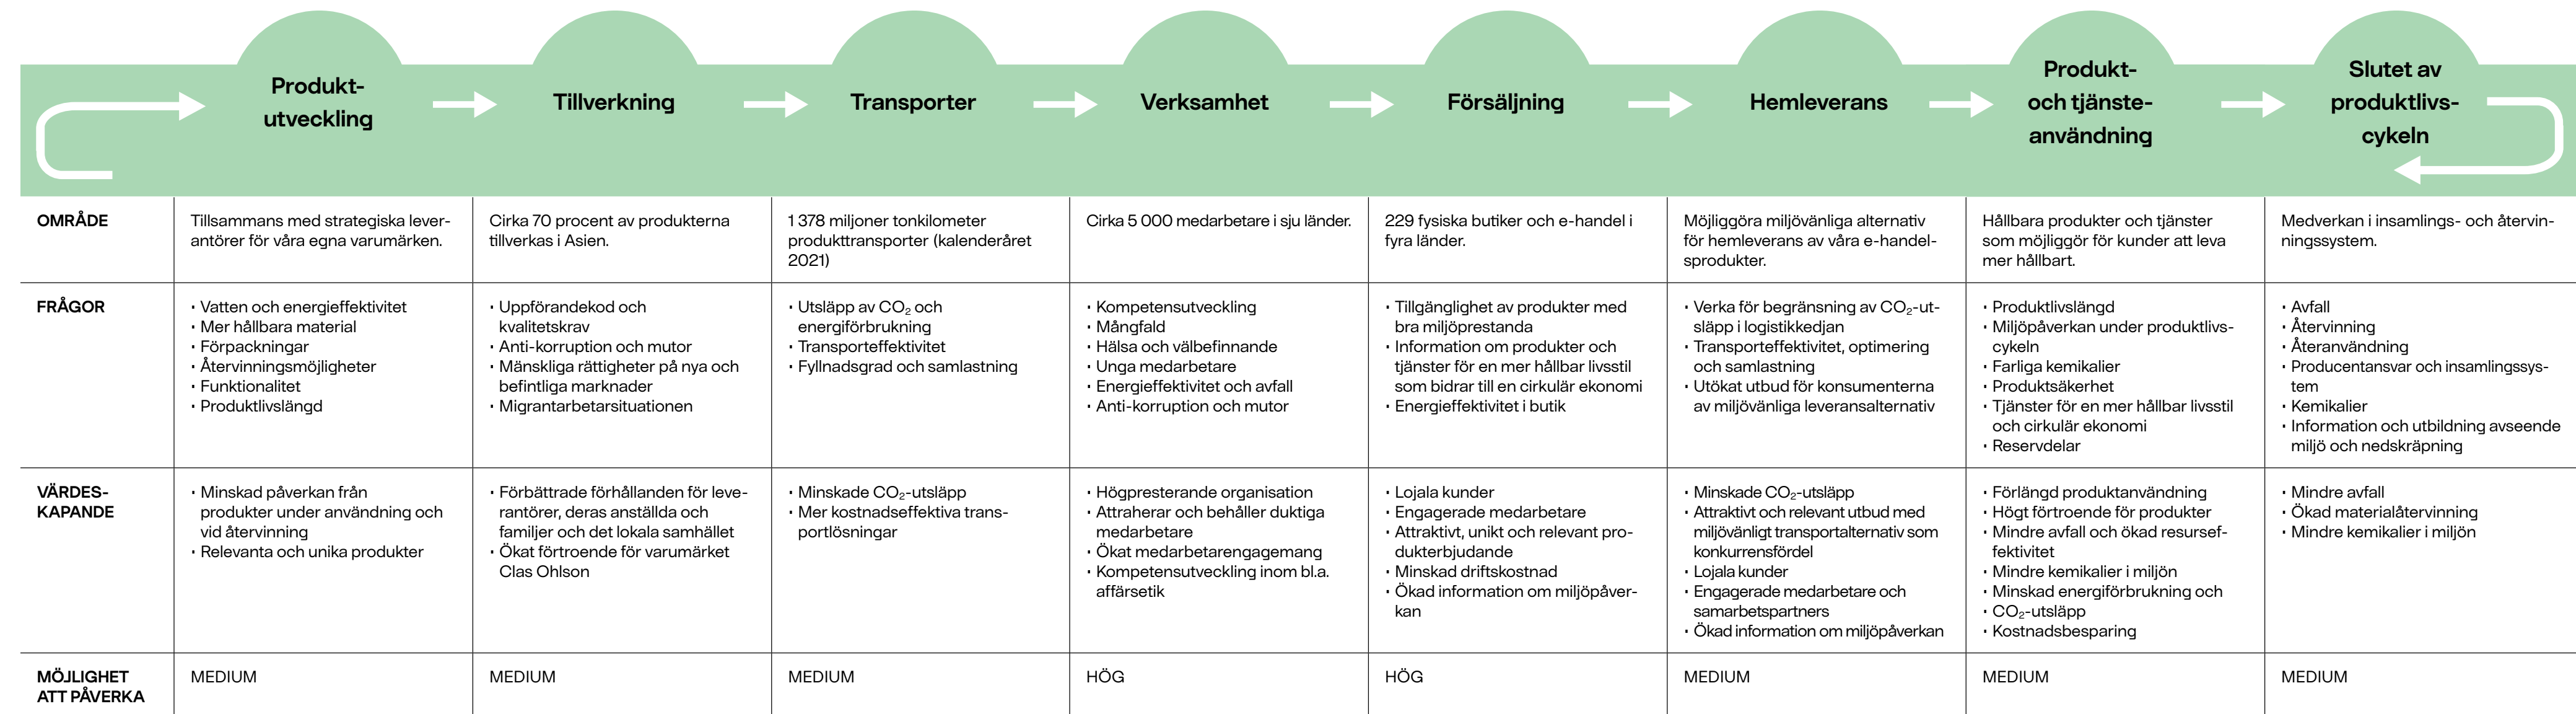 Produkt-
utveckling
Tillverkning
Transporter
Verksamhet
Försäljning
Hemleverans
Produkt-
och tjänste-
användning
Slutet av
produktlivs-
cykeln
OMRÅDE
Tillsammans med strategiska lever-
antörer för våra egna varumärken.
Cirka 70 procent av produkterna
tillverkas i Asien.
1 378 miljoner tonkilometer
produkttransporter (kalenderåret
2021)
Cirka 5 000 medarbetare i sju länder.
229 fysiska butiker och e-handel i
fyra länder.
Möjliggöra miljövänliga alternativ
för hemleverans av våra e-handel-
sprodukter.
Hållbara produkter och tjänster
som möjliggör för kunder att leva
mer hållbart.
Medverkan i insamlings- och återvin-
ningssystem.
FRÅGOR
· Vatten och energieffektivitet
· Mer hållbara material
· Förpackningar
· Återvinningsmöjligheter
· Funktionalitet
· Produktlivslängd
· Uppförandekod och
kvalitetskrav
· Anti-korruption och mutor
· Mänskliga rättigheter på nya och
befintliga marknader
· Migrantarbetarsituationen
· Utsläpp av CO₂ och
energiförbrukning
· Transporteffektivitet
· Fyllnadsgrad och samlastning
· Kompetensutveckling
· Mångfald
· Hälsa och välbefinnande
· Unga medarbetare
· Energieffektivitet och avfall
· Anti-korruption och mutor
· Tillgänglighet av produkter med
bra miljöprestanda
· Information om produkter och
tjänster för en mer hållbar livsstil
som bidrar till en cirkulär ekonomi
· Energieffektivitet i butik
· Verka för begränsning av CO₂-ut-
släpp i logistikkedjan
· Transporteffektivitet, optimering
och samlastning
· Utökat utbud för konsumenterna
av miljövänliga leveransalternativ
· Produktlivslängd
· Miljöpåverkan under produktlivs-
cykeln
· Farliga kemikalier
· Produktsäkerhet
· Tjänster för en mer hållbar livsstil
och cirkulär ekonomi
· Reservdelar
· Avfall
· Återvinning
· Återanvändning
· Producentansvar och insamlingssys-
tem
· Kemikalier
· Information och utbildning avseende
miljö och nedskräpning
VÄRDES-
KAPANDE
· Minskad påverkan från
produkter under användning och
vid återvinning
· Relevanta och unika produkter
· Förbättrade förhållanden för leve-
rantörer, deras anställda och
familjer och det lokala samhället
· Ökat förtroende för varumärket
Clas Ohlson
· Minskade CO₂-utsläpp
· Mer kostnadseffektiva trans-
portlösningar
· Högpresterande organisation
· Attraherar och behåller duktiga
medarbetare
· Ökat medarbetarengagemang
· Kompetensutveckling inom bl.a.
affärsetik
· Lojala kunder
· Engagerade medarbetare
· Attraktivt, unikt och relevant pro-
dukterbjudande
· Minskad driftskostnad
· Ökad information om miljöpåver-
kan
· Minskade CO₂-utsläpp
· Attraktivt och relevant utbud med
miljövänligt transportalternativ som
konkurrensfördel
· Lojala kunder
· Engagerade medarbetare och
samarbetspartners
· Ökad information om miljöpåverkan
· Förlängd produktanvändning
· Högt förtroende för produkter
· Mindre avfall och ökad resursef-
fektivitet
· Mindre kemikalier i miljön
· Minskad energiförbrukning och
· CO₂-utsläpp
· Kostnadsbesparing
· Mindre avfall
· Ökad materialåtervinning
· Mindre kemikalier i miljön
MÖJLIGHET
ATT PÅVERKA
MEDIUM
MEDIUM
MEDIUM
HÖG
HÖG
MEDIUM
MEDIUM
MEDIUM